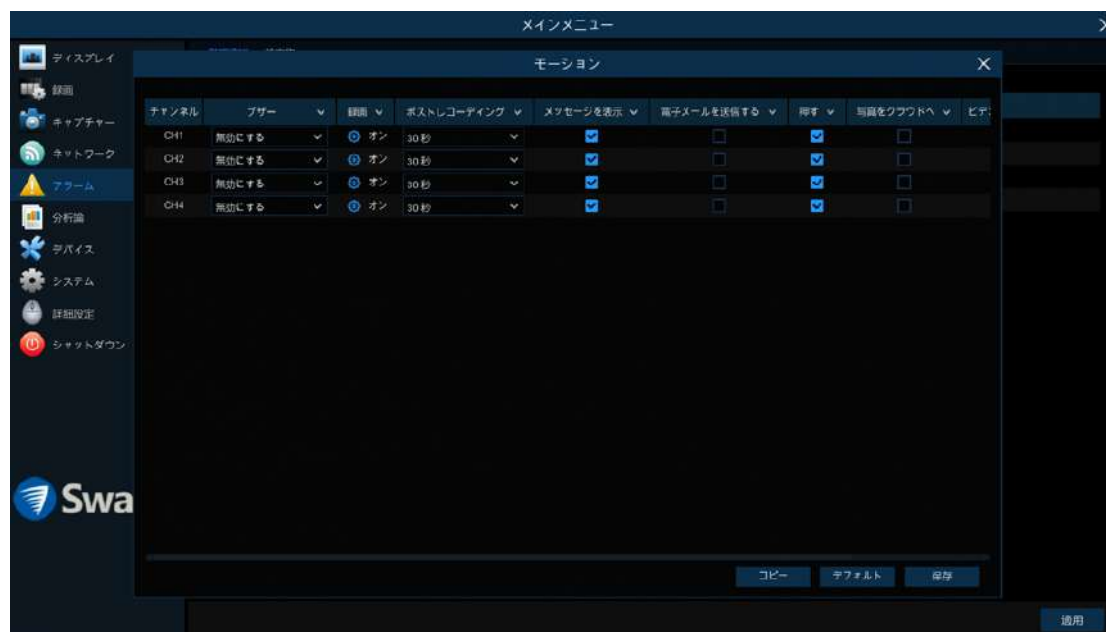 メインメニュー
ディスプレイ
モーション
録画
チャンネル ブザー 録画 ポストレコーディング メッセージを表示 電子メールを送信する 押す 写真をクラウドへ ビデ
キャプチャー
CH1 無効にする オン 30秒
ネットワーク
CH2 無効にする オン 30秒
アラーム
CH3 無効にする オン 30秒
分析論
CH4 無効にする オン 30秒
デバイス
システム
詳細設定
シャットダウン
Swa
コピー デフォルト 保存
適用